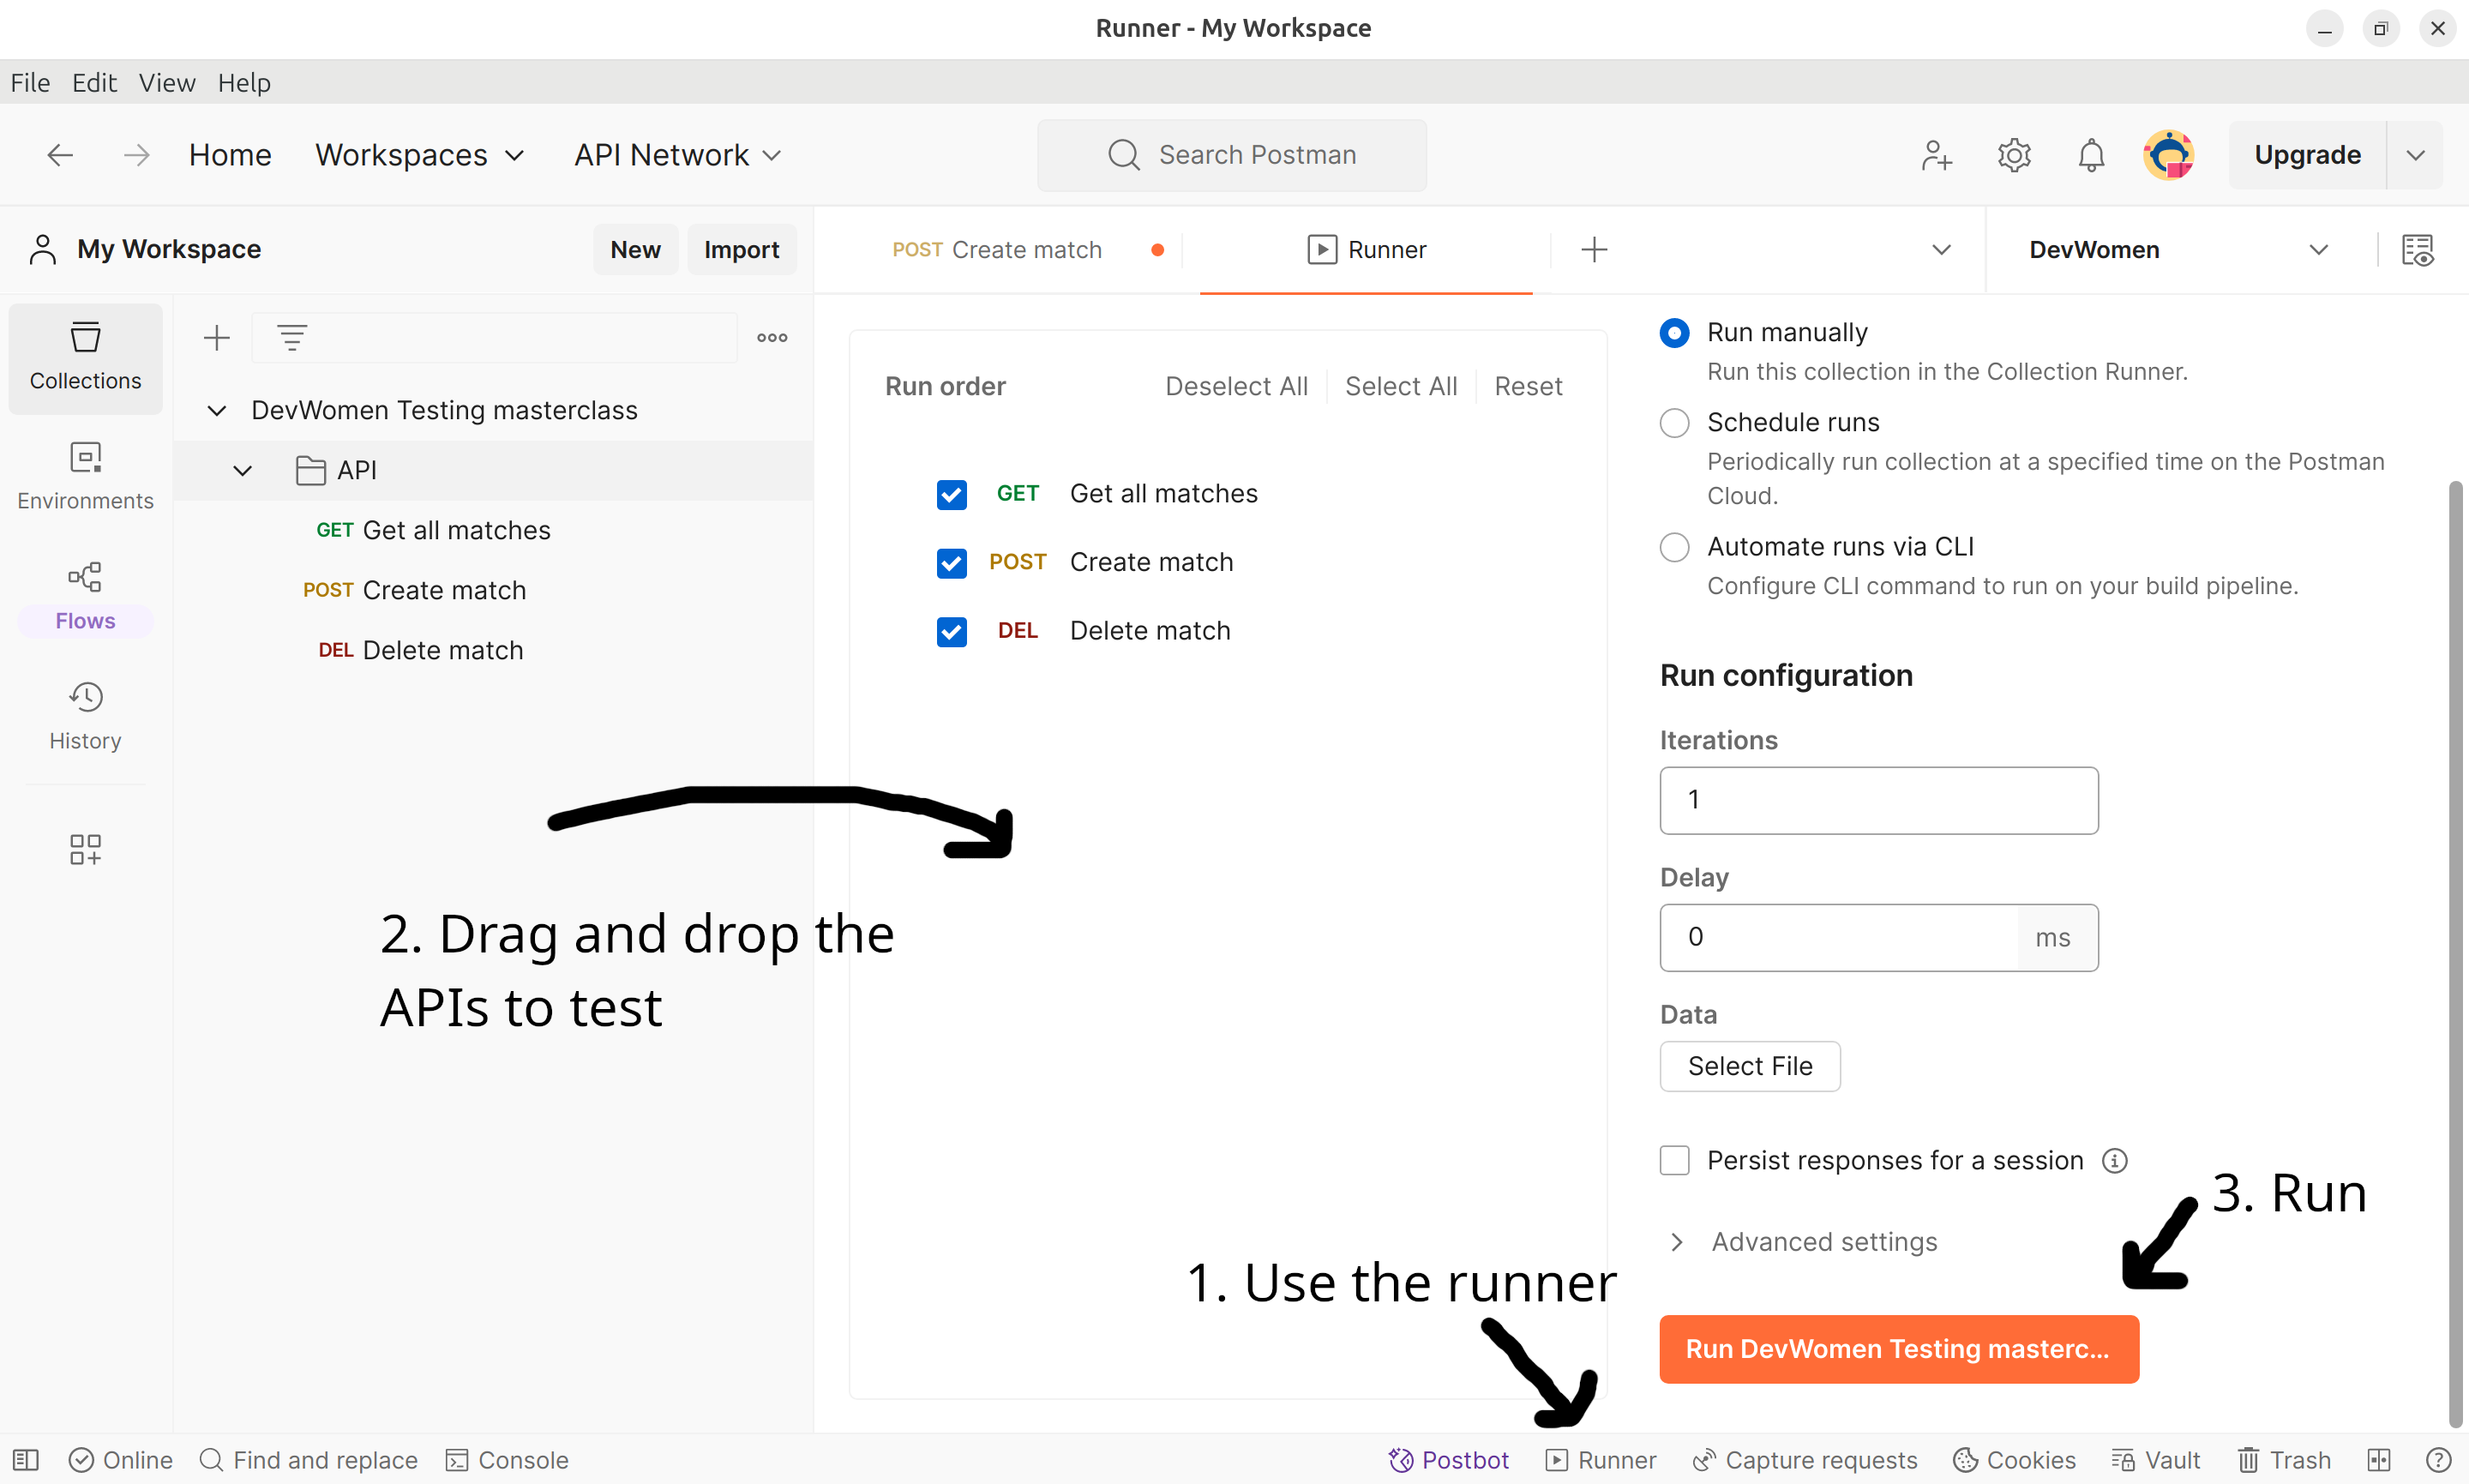 Runner - My Workspace
File Edit View Help
Home Workspaces API Network Search Postman Upgrade
My Workspace New Import
POST Create match Runner DevWomen
Collections
Environments
Flows
History
DevWomen Testing masterclass
API
GET Get all matches
POST Create match
DEL Delete match
Run order Deselect All Select All Reset
GET Get all matches
POST Create match
DEL Delete match
2. Drag and drop the
APIs to test
1. Use the runner
Run manually
Run this collection in the Collection Runner.
Schedule runs
Periodically run collection at a specified time on the Postman
Cloud.
Automate runs via CLI
Configure CLI command to run on your build pipeline.
Run configuration
Iterations
1
Delay
0 ms
Data
Select File
Persist responses for a session
3. Run
Advanced settings
Run DevWomen Testing masterc...
Online Find and replace Console Postbot Runner Capture requests Cookies Vault Trash